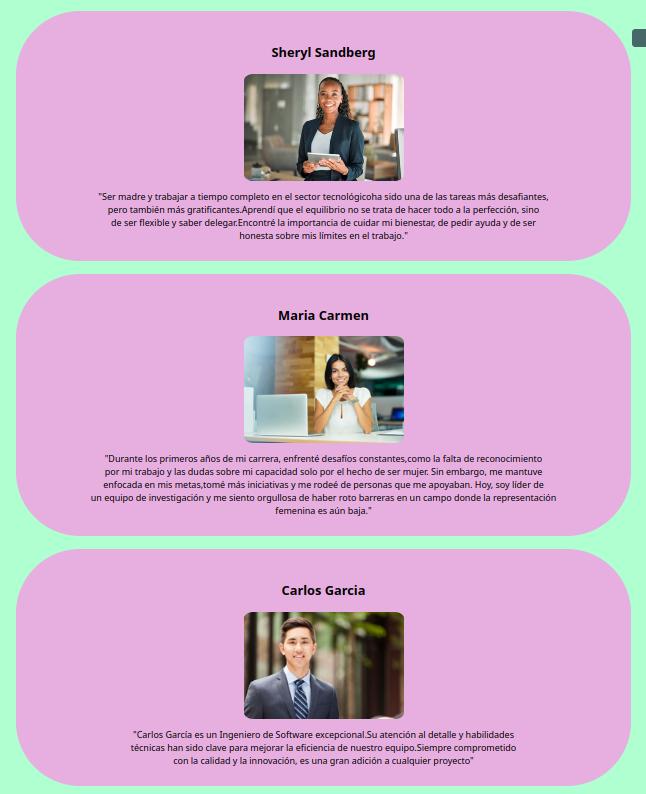 Sheryl Sandberg
"Ser madre y trabajar a tiempo completo en el sector tecnológicoha sido una de las tareas más desafiantes,
pero también más gratificantes.Aprendí que el equilibrio no se trata de hacer todo a la perfección, sino
de ser flexible y saber delegar.Encontré la importancia de cuidar mi bienestar, de pedir ayuda y de ser
honesta sobre mis límites en el trabajo."
Maria Carmen
"Durante los primeros años de mi carrera, enfrenté desafíos constantes,como la falta de reconocimiento
por mi trabajo y las dudas sobre mi capacidad solo por el hecho de ser mujer. Sin embargo, me mantuve
enfocada en mis metas,tomé más iniciativas y me rodeé de personas que me apoyaban. Hoy, soy líder de
un equipo de investigación y me siento orgullosa de haber roto barreras en un campo donde la representación
femenina es aún baja."
Carlos Garcia
"Carlos García es un Ingeniero de Software excepcional.Su atención al detalle y habilidades
técnicas han sido clave para mejorar la eficiencia de nuestro equipo.Siempre comprometido
con la calidad y la innovación, es una gran adición a cualquier proyecto"